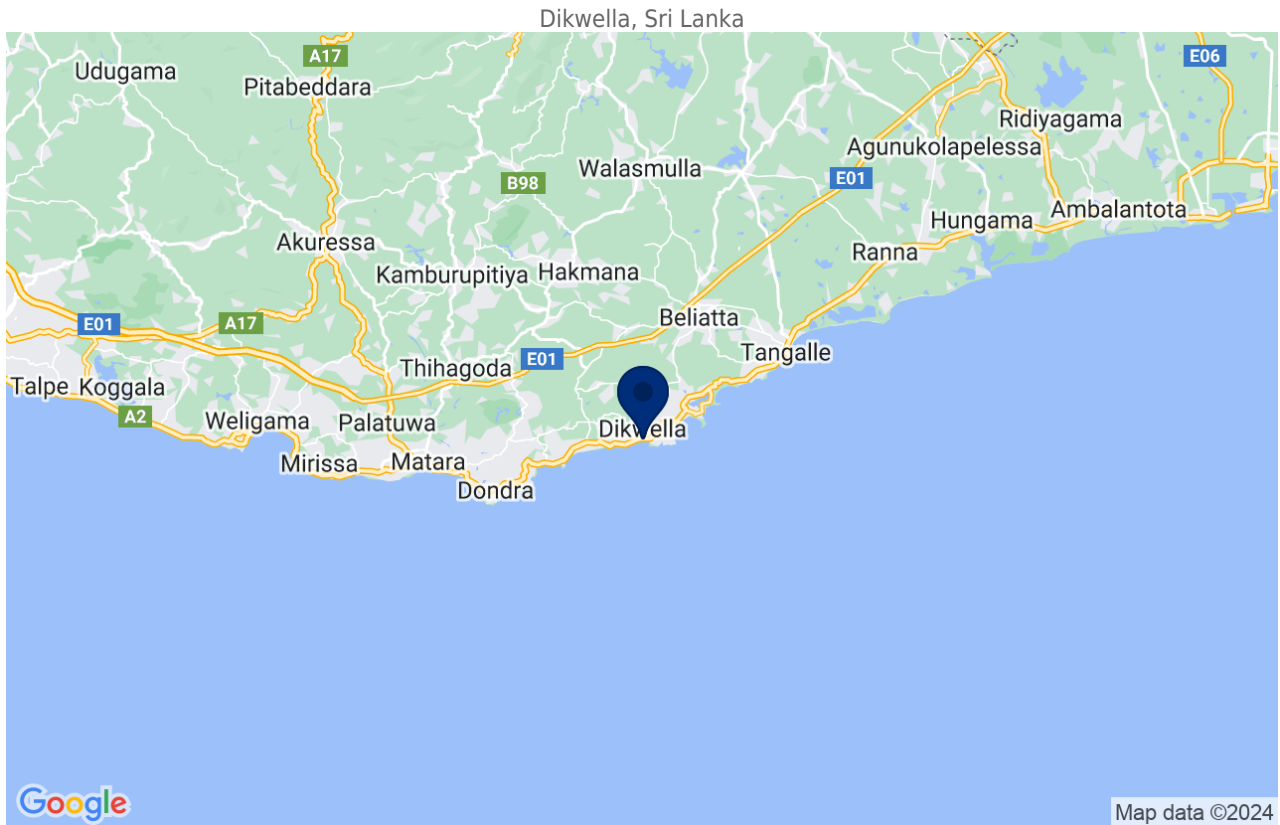 Dikwella, Sri Lanka
A17
E06
Udugama
Pitabeddara
Ridiyagama
Agunukolapelessa
Walasmulla
E01
B98
Ambalantota
Hungama
Akuressa
Ranna
Kamburupitiya
Hakmana
Beliatta
E01
A17
Tangalle
E01
Thihagoda
Talpe
Koggala
A2
Weligama
Palatuwa
Dikwella
Mirissa
Matara
Dondra
Google
Map data ©2024